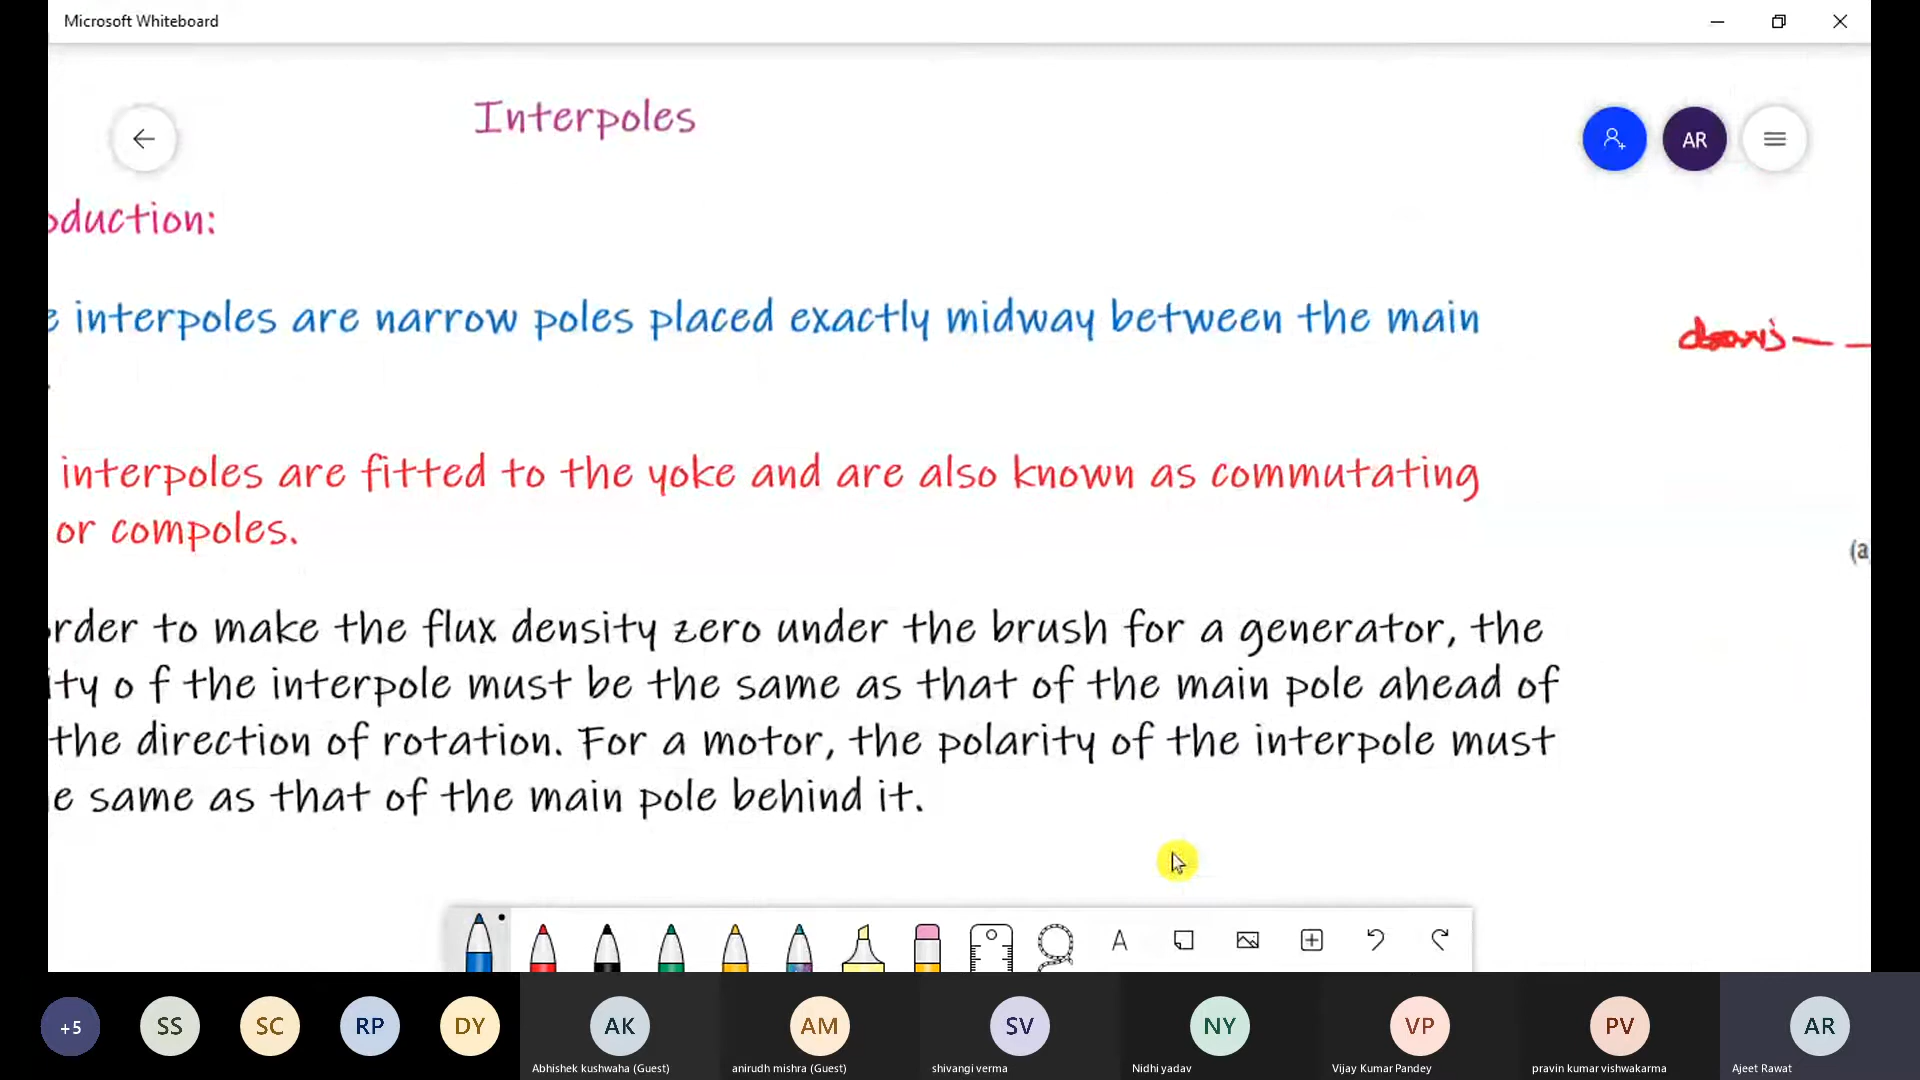 Microsoft Whiteboard
Interpoles
AR
oduction:
e interpoles are narrow poles placed exactly midway between the main
interpoles are fitted to the yoke and are also known as commutating
or compoles.
(a
rder to make the flux density zero under the brush for a generator, the
ity o f the interpole must be the same as that of the main pole ahead of
the direction of rotation. For a motor, the polarity of the interpole must
e same as that of the main pole behind it.
A
+5 SS SC RP DY AK AM SV NY VP PV AR
Abhishek kushwaha (Guest) anirudh mishra (Guest) shivangi verma Nidhi yadav Vijay Kumar Pandey pravin kumar vishwakarma Ajeet Rawat